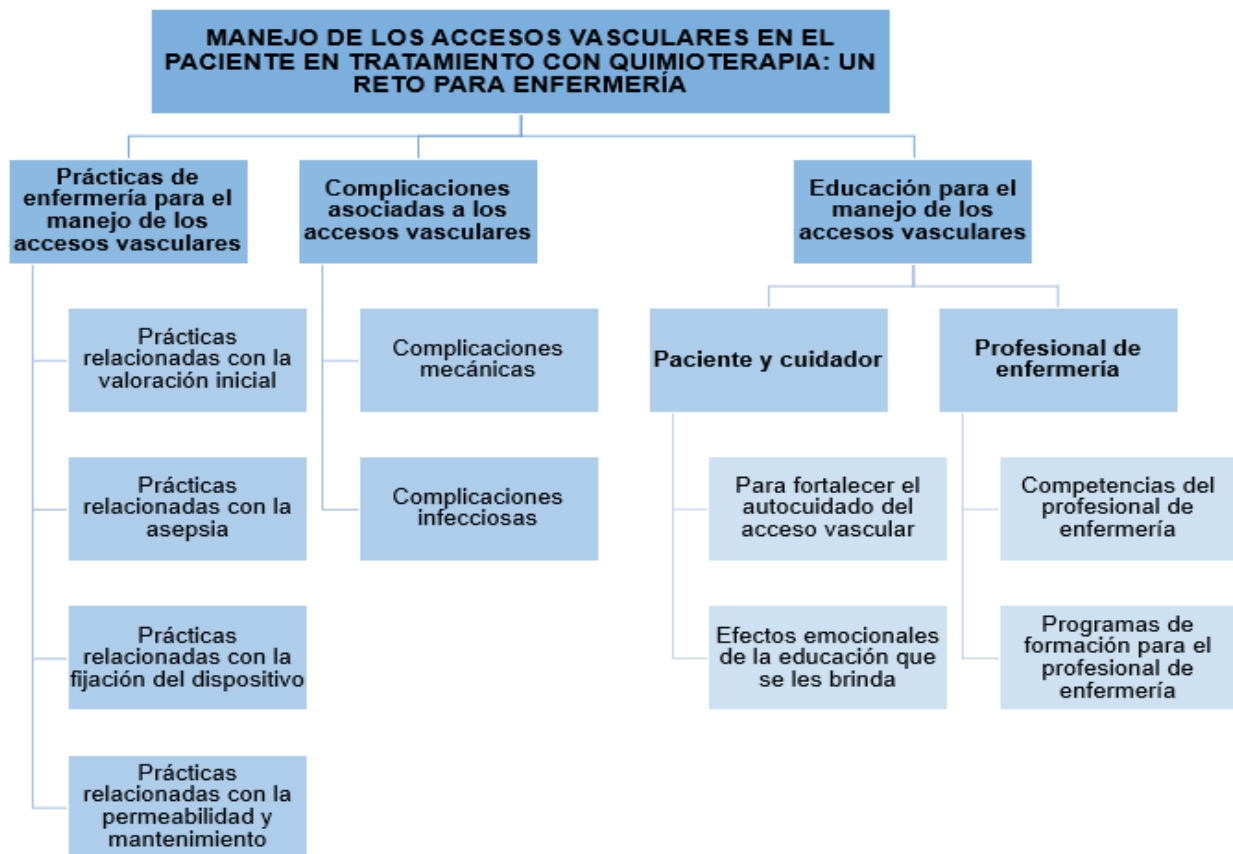 MANEJO DE LOS ACCESOS VASCULARES EN EL
PACIENTE EN TRATAMIENTO CON QUIMIOTERAPIA: UN
RETO PARA ENFERMERÍA
Prácticas de
enfermería para el
manejo de los
accesos vasculares
Prácticas
relacionadas con la
valoración inicial
Prácticas
relacionadas con la
asepsia
Prácticas
relacionadas con la
fijación del dispositivo
Prácticas
relacionadas con la
permeabilidad y
mantenimiento
Complicaciones
asociadas a los
accesos vasculares
Complicaciones
mecánicas
Complicaciones
infecciosas
Educación para el
manejo de los
accesos vasculares
Paciente y cuidador
Para fortalecer el
autocuidado del
acceso vascular
Efectos emocionales
de la educación que
se les brinda
Profesional de
enfermería
Competencias del
profesional de
enfermería
Programas de
formación para el
profesional de
enfermería